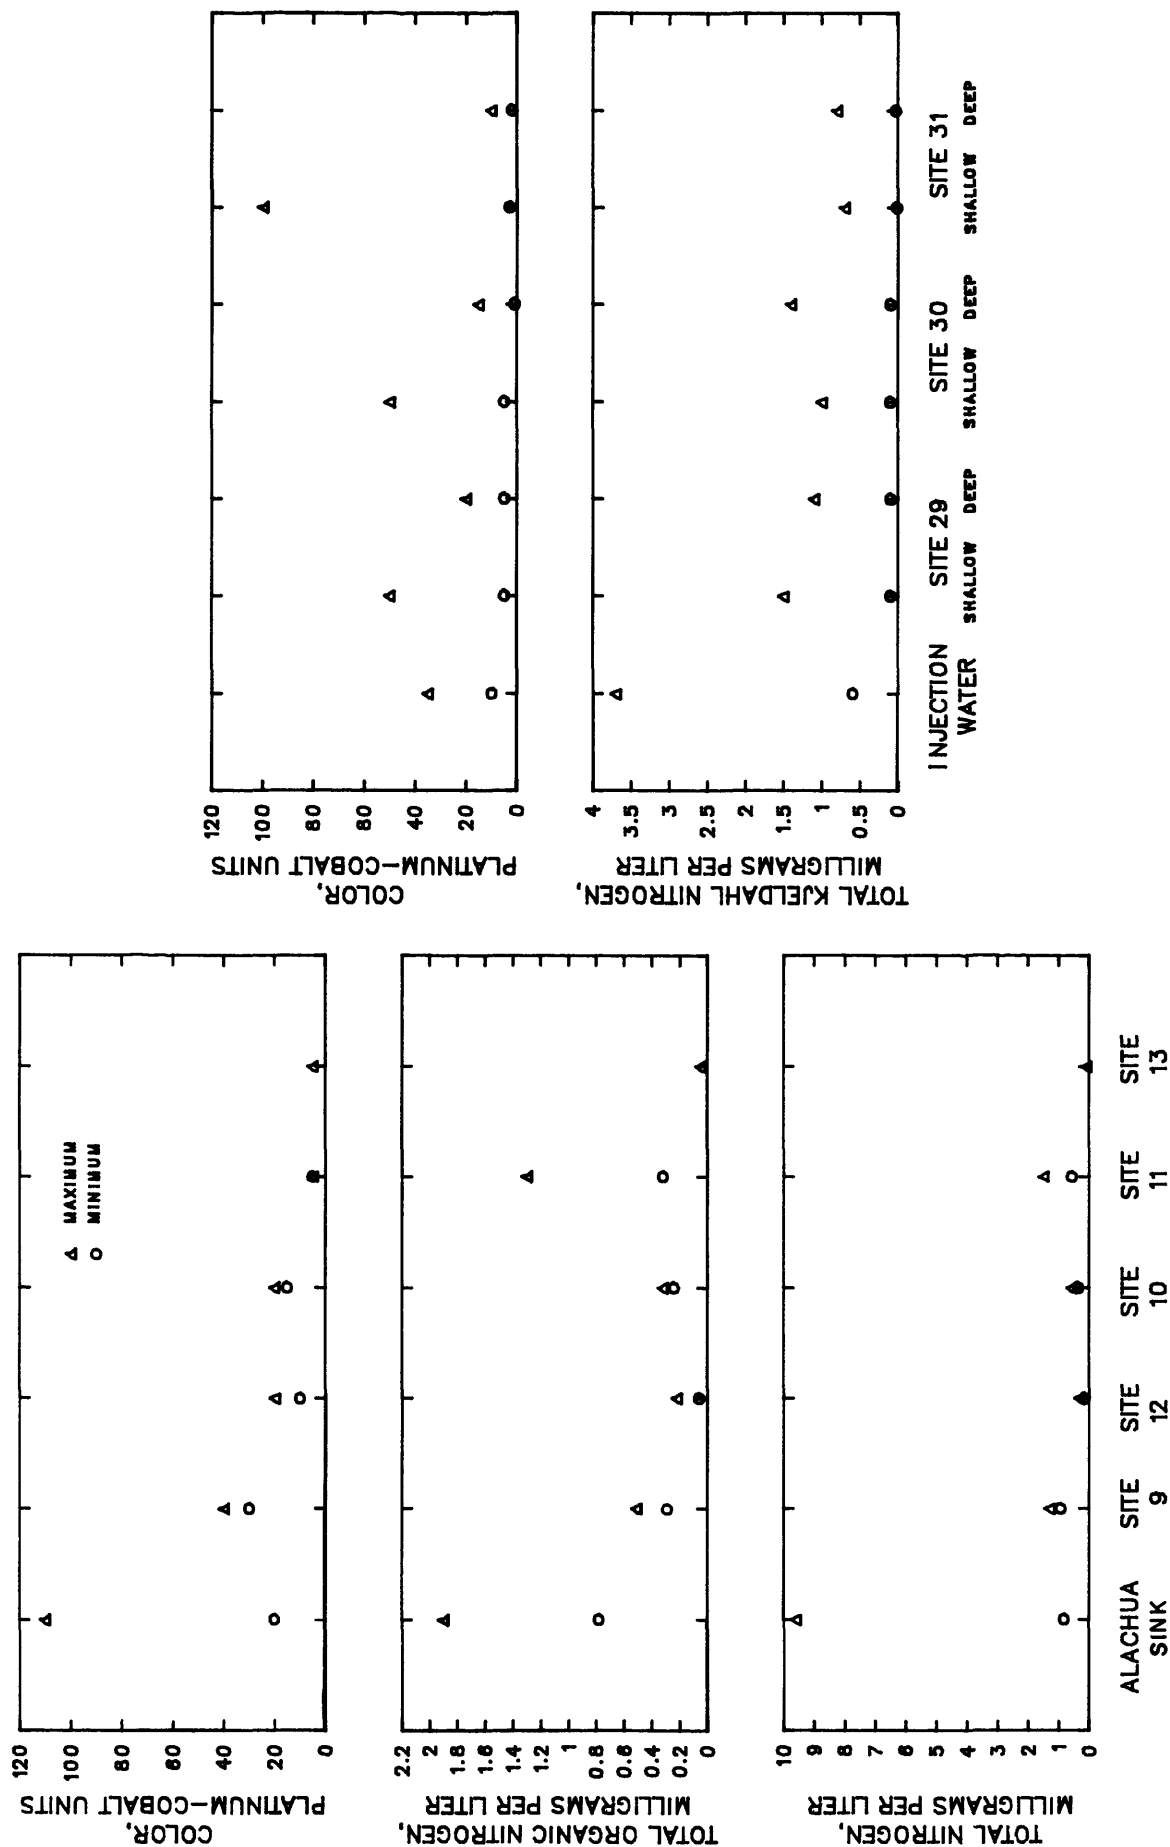 COLOR,
PLATINUM-COBALT UNITS
120
100
80
60
40
20
0
MAXIMUM
MINIMUM
TOTAL ORGANIC NITROGEN,
MILLIGRAMS PER LITER
2.2
2
1.8
1.6
1.4
1.2
1
0.8
0.6
0.4
0.2
0
TOTAL NITROGEN,
MILLIGRAMS PER LITER
10
9
8
7
6
5
4
3
2
1
0
ALACHUA SITE SITE SITE SITE SITE
SINK 9 12 10 11 13
COLOR,
PLATINUM-COBALT UNITS
120
100
80
60
40
20
0
TOTAL KJELDAHL NITROGEN,
MILLIGRAMS PER LITER
4
3.5
3
2.5
2
1.5
1
0.5
0
INJECTION SITE 29 SITE 30 SITE 31
WATER SHALLOW DEEP SHALLOW DEEP SHALLOW DEEP